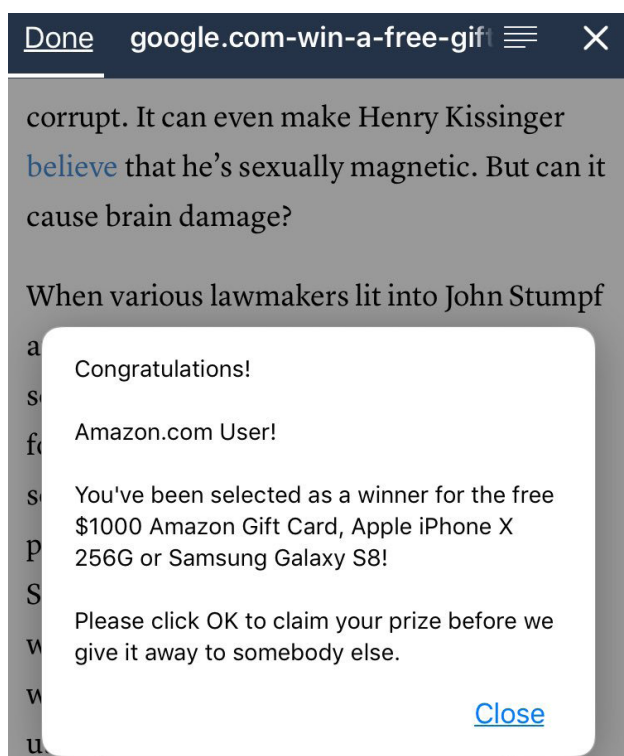 Done google.com-win-a-free-gift
corrupt. It can even make Henry Kissinger
believe that he’s sexually magnetic. But can it
cause brain damage?
When various lawmakers lit into John Stumpf
Congratulations!
Amazon.com User!
You've been selected as a winner for the free
$1000 Amazon Gift Card, Apple iPhone X
256G or Samsung Galaxy S8!
Please click OK to claim your prize before we
give it away to somebody else.
Close